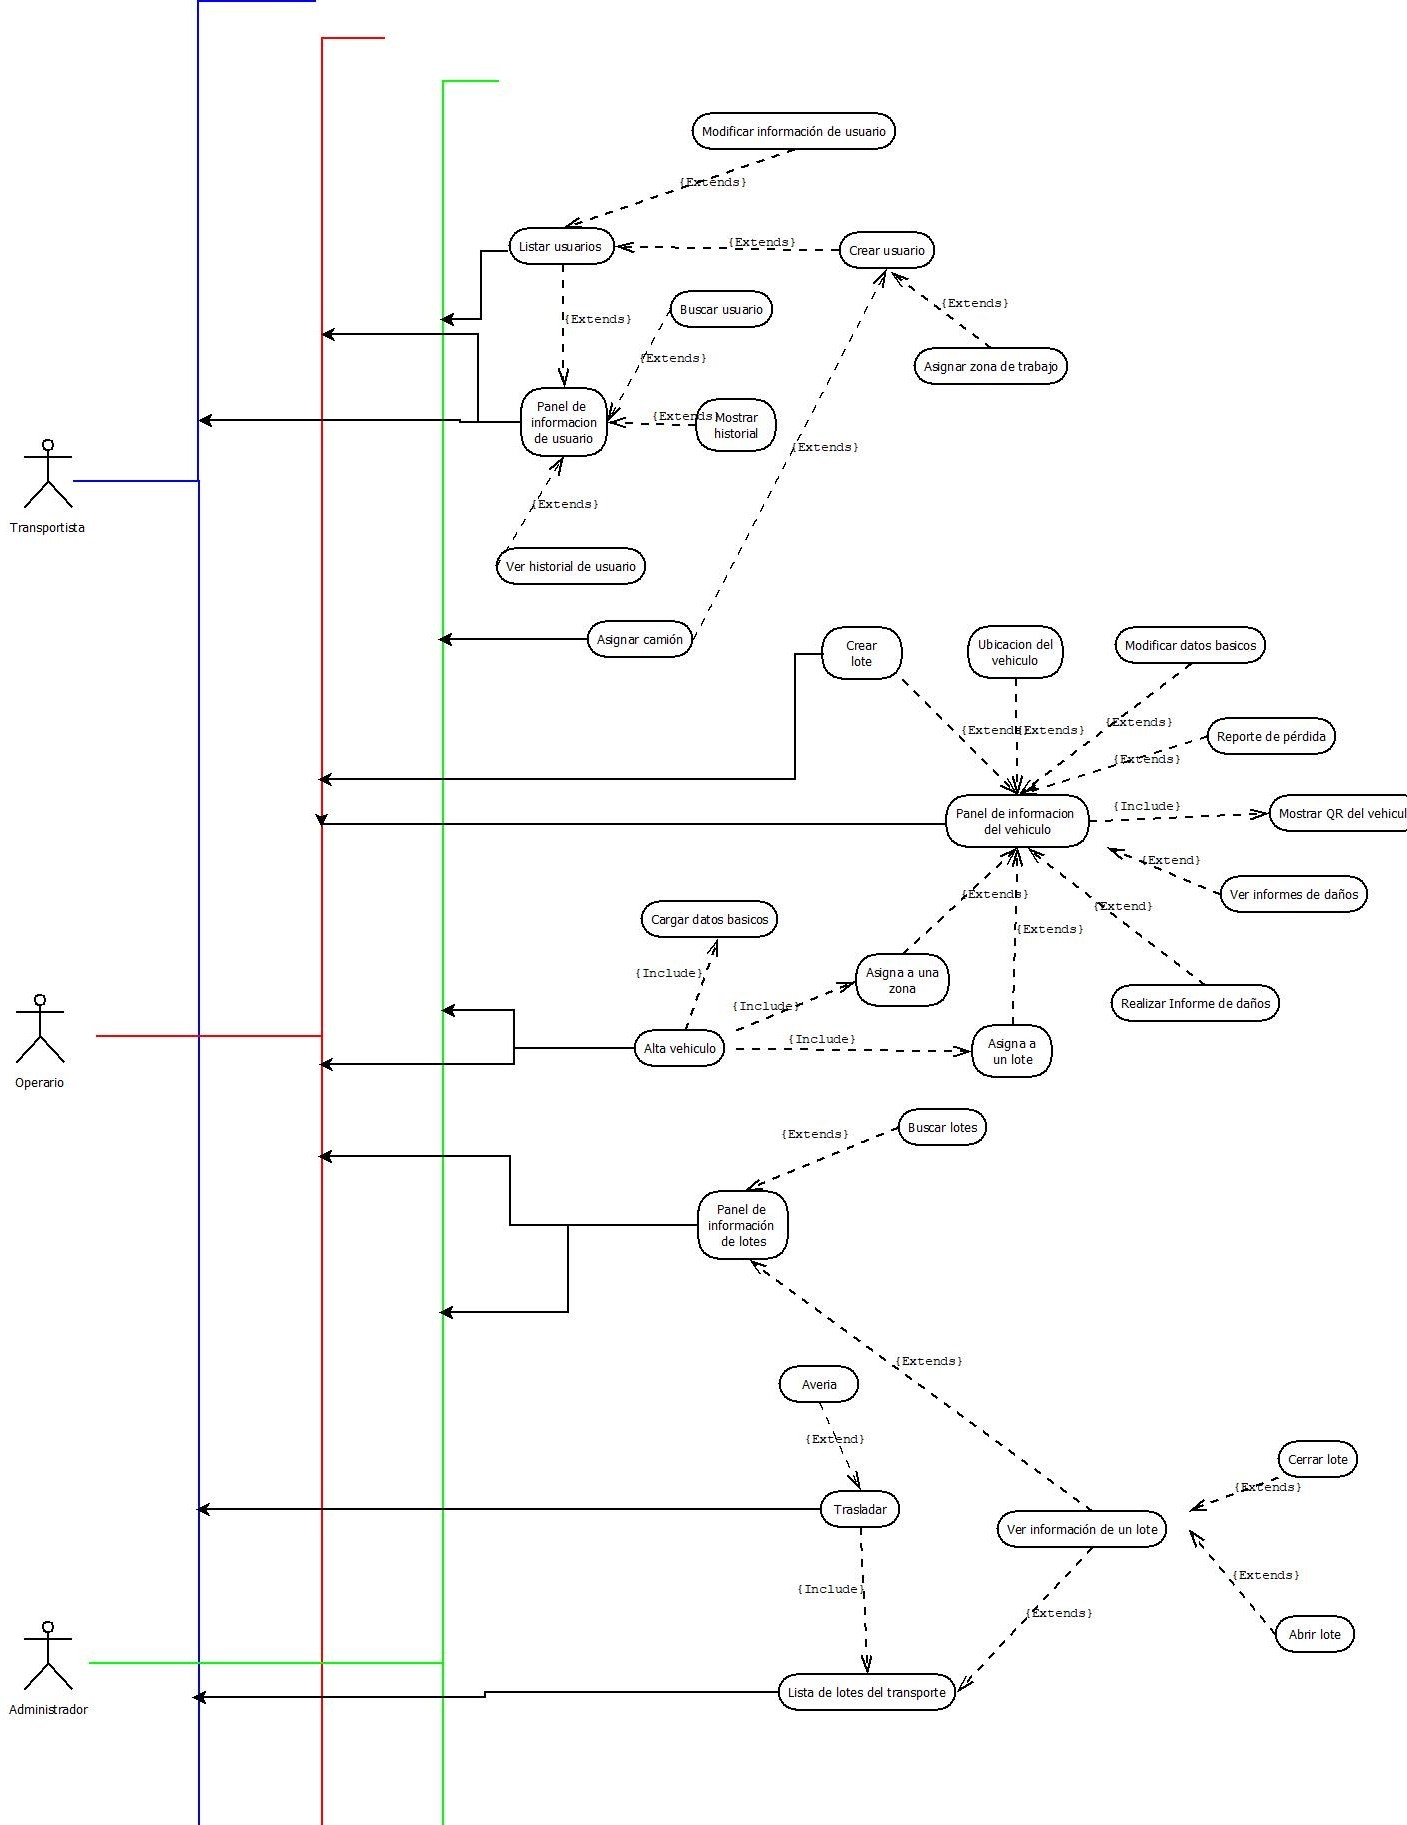 Modificar información de usuario
{Extends}
Listar usuarios
{Extends}
Crear usuario
{Extends}
Buscar usuario
{Extends}
{Extends}
Asignar zona de trabajo
Panel de
informacion
de usuario
{Extends
Mostrar
historial
{Extends}
{Extends}
Transportista
Ver historial de usuario
Asignar camión
Crear
lote
Ubicacion del
vehiculo
Modificar datos basicos
{Extends
{Extends}
{Extends}
Reporte de pérdida
{Extends}
Panel de informacion
del vehiculo
{Include}
Mostrar QR del vehicul
{Extend}
Ver informes de daños
{Extends}
{Extend}
{Extends}
Cargar datos basicos
{Include}
Asigna a una
zona
{Include}
Realizar Informe de daños
Alta vehiculo
{Include}
Asigna a
un lote
Operario
Buscar lotes
{Extends}
Panel de
información
de lotes
{Extends}
Averia
{Extend}
Cerrar lote
{Extends}
Trasladar
Ver información de un lote
{Include}
{Extends}
{Extends}
Abrir lote
Lista de lotes del transporte
Administrador